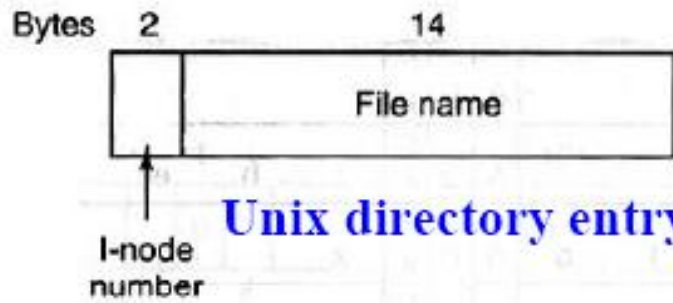 Bytes 2 14
File name
Unix directory entry
I-node
number